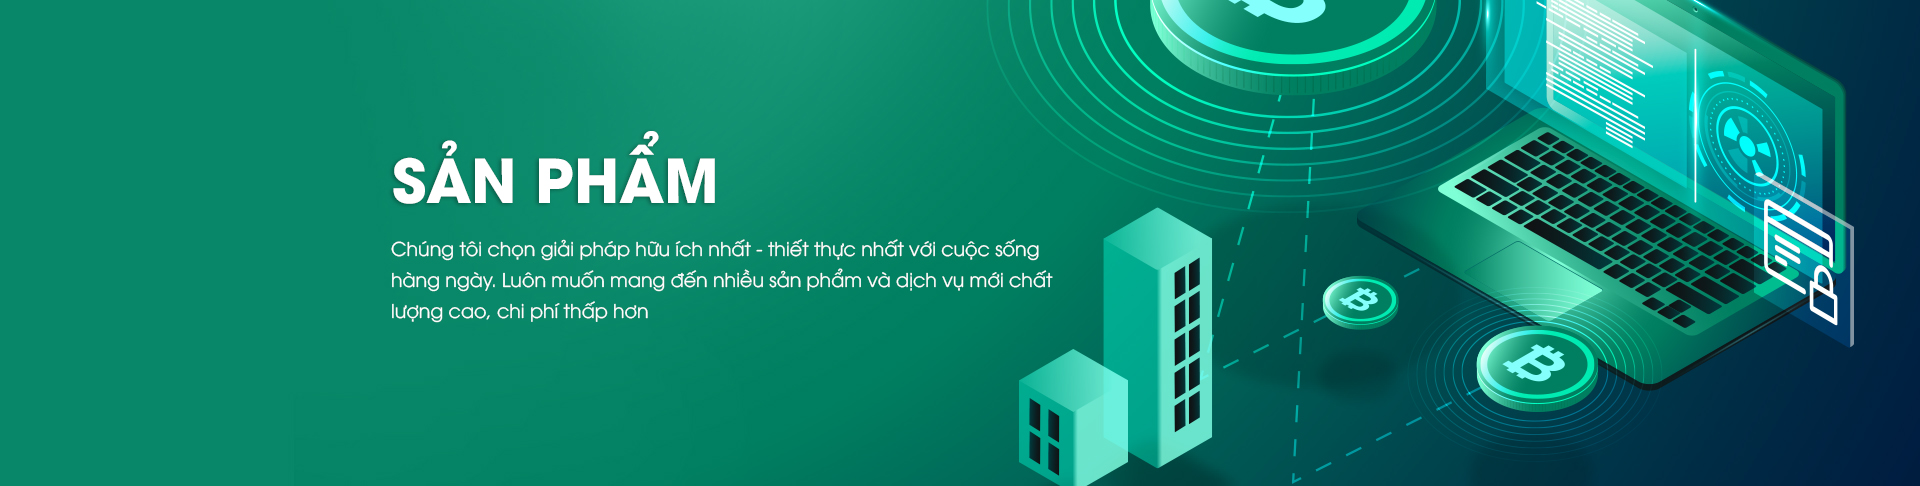 SẢN PHẨM
Chúng tôi chọn giải pháp hữu ích nhất - thiết thực nhất với cuộc sống
hàng ngày. Luôn muốn mang đến nhiều sản phẩm và dịch vụ mới chất
lượng cao, chi phí thấp hơn